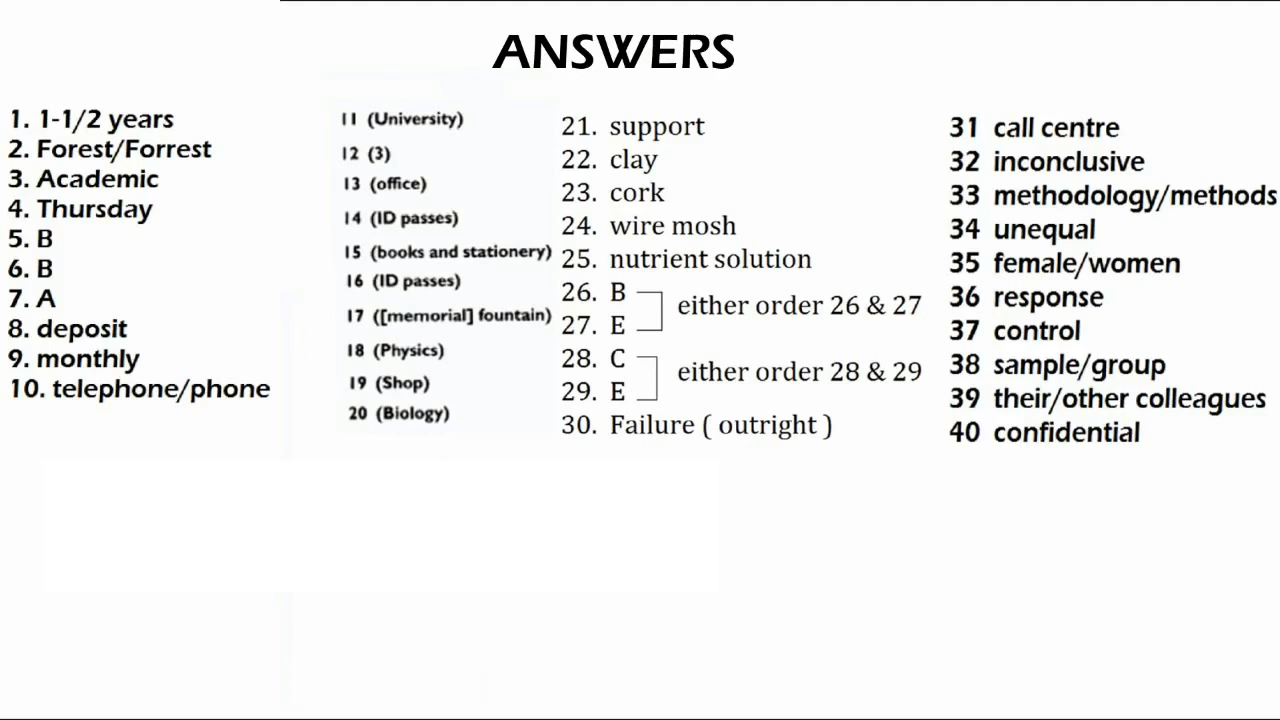 ANSWERS
1. 1-1/2 years
2. Forest/Forrest
3. Academic
4. Thursday
5. B
6. B
7. A
8. deposit
9. monthly
10. telephone/phone
11 (University)
12 (3)
13 (office)
14 (ID passes)
15 (books and stationery)
16 (ID passes)
17 ([memorial] fountain)
18 (Physics)
19 (Shop)
20 (Biology)
21. support
22. clay
23. cork
24. wire mosh
25. nutrient solution
26. B
either order 26 & 27
27. E
28. C
either order 28 & 29
29. E
30. Failure ( outright )
31 call centre
32 inconclusive
33 methodology/methods
34 unequal
35 female/women
36 response
37 control
38 sample/group
39 their/other colleagues
40 confidential